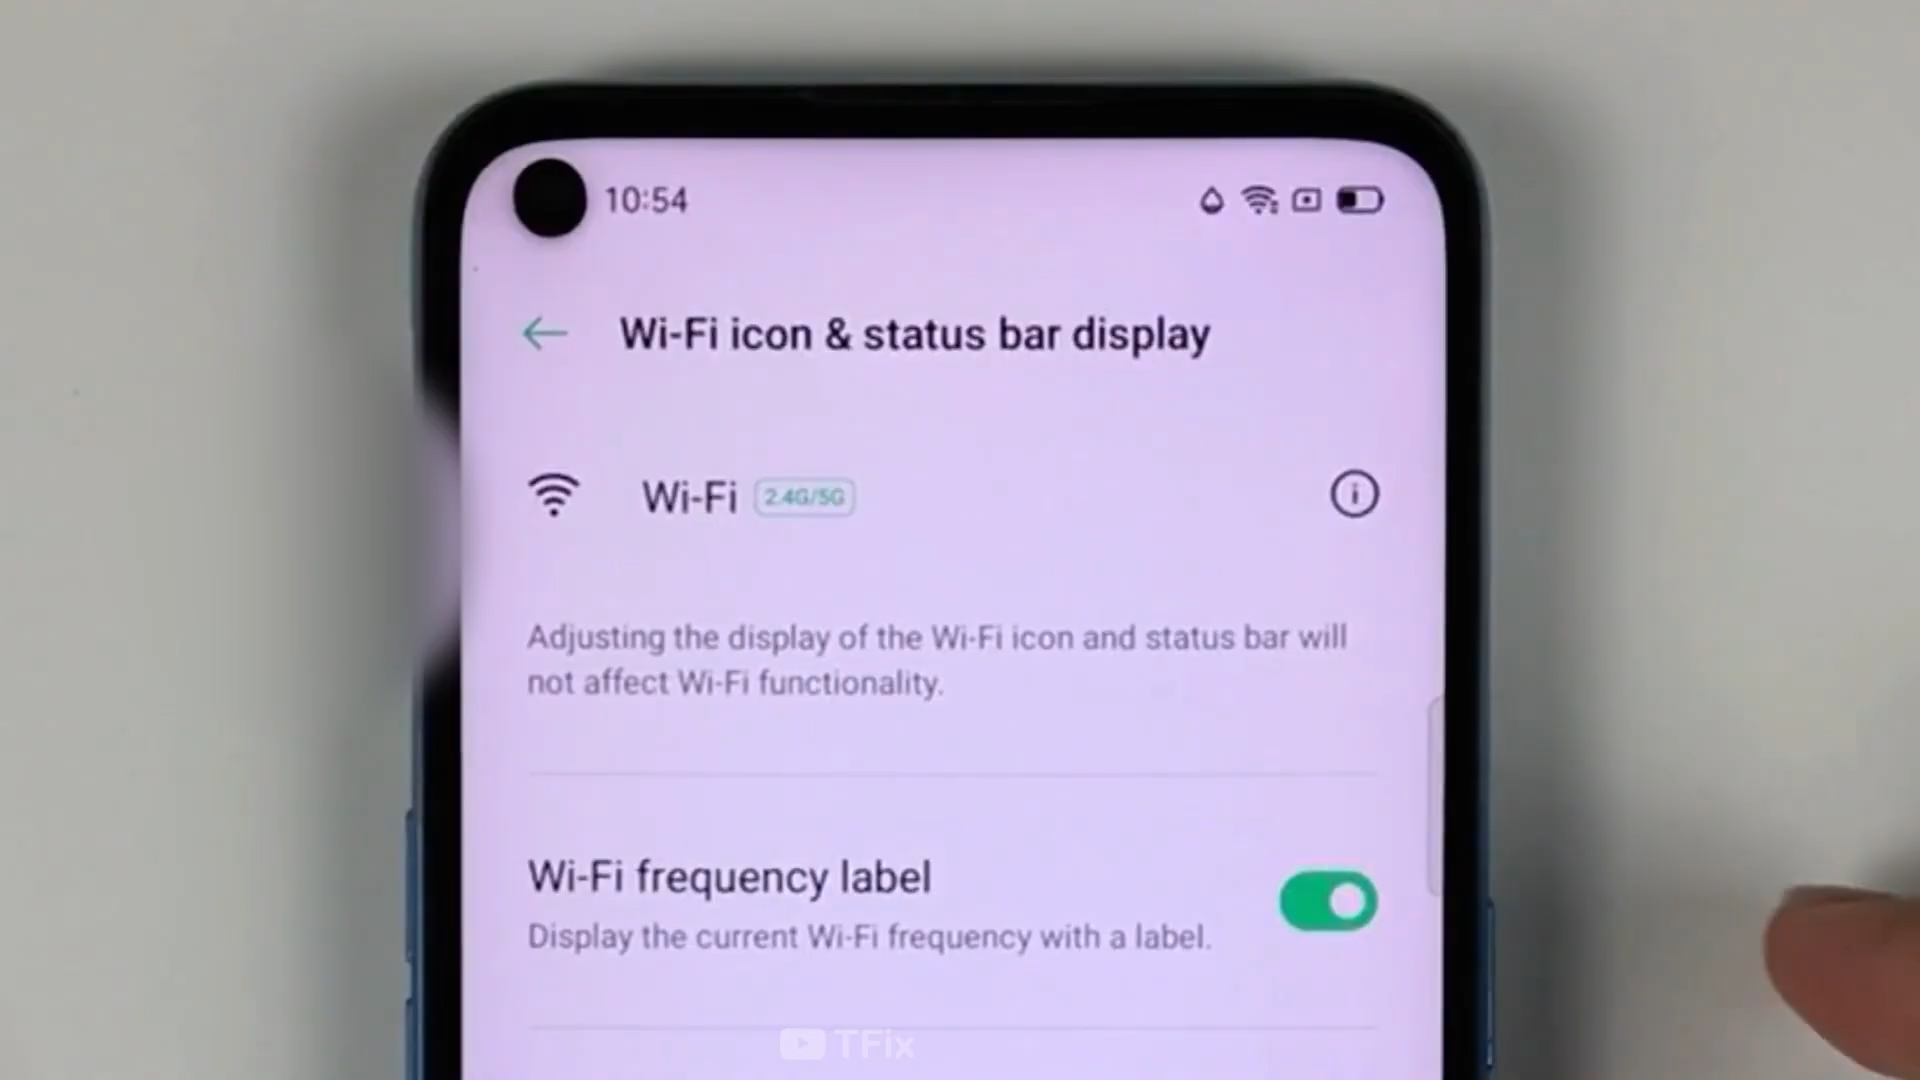 10:54
Wi-Fi icon & status bar display
Wi-Fi 2.4G/5G
Adjusting the display of the Wi-Fi icon and status bar will
not affect Wi-Fi functionality.
Wi-Fi frequency label
Display the current Wi-Fi frequency with a label.
TFix